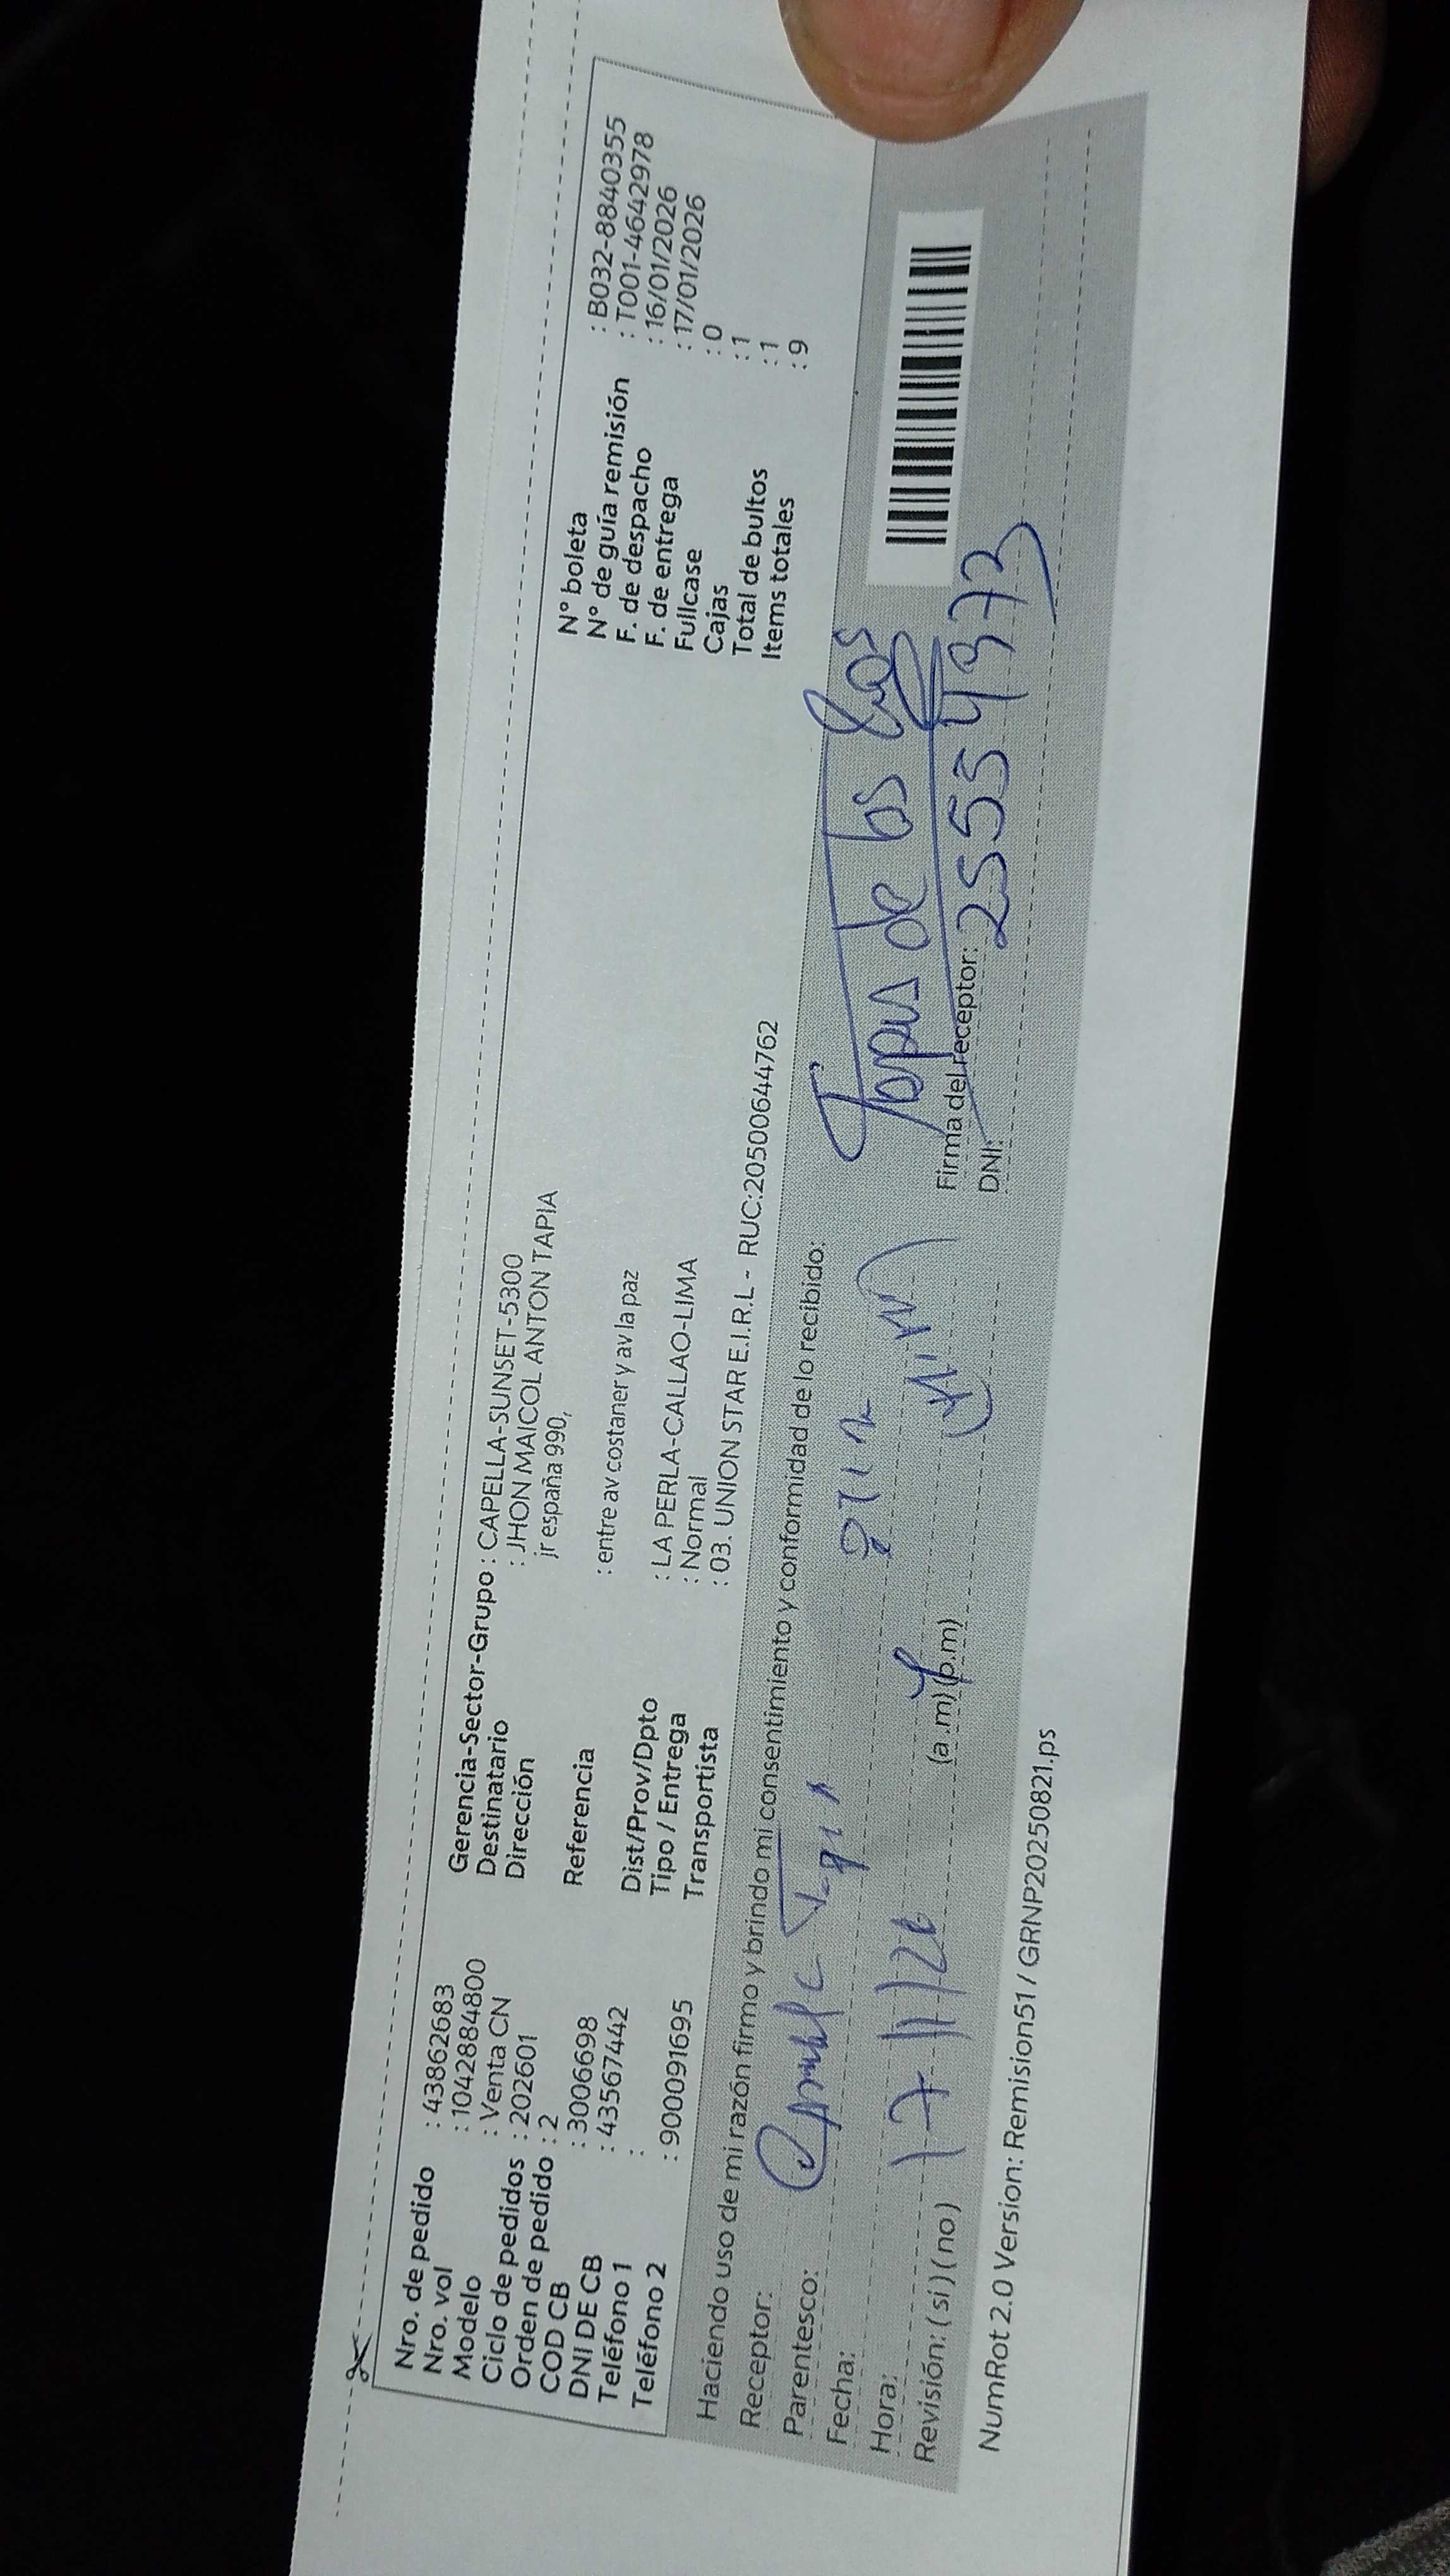 Nro. de pedido : 43862683
Nro. vol : 10428848​00
Modelo : Venta CN
Ciclo de pedidos : 202601
Orden de pedido : 2
COD CB : 3006698
DNI DE CB : 43567442
Teléfono 1 :
Teléfono 2 : 900091695
Gerencia-Sector-Grupo : CAPELLA-SUNSET-5300
Destinatario : JHON MAICOL ANTON TAPIA
Dirección jr españa 990,
Referencia : entre av costaner y av la paz
Dist/Prov/Dpto : LA PERLA-CALLAO-LIMA
Tipo / Entrega : Normal
Transportista : 03. UNION STAR E.I.R.L - RUC:20500644762
N° boleta : B032-8840355
N° de guía remisión : T001-4642978
F. de despacho : 16/01/2026
F. de entrega : 17/01/2026
Fullcase : 0
Cajas : 1
Total de bultos : 1
Items totales : 9
Haciendo uso de mi razón firmo y brindo mi consentimiento y conformidad de lo recibido:
Receptor:
Parentesco:
Fecha: 17
Hora: (a.m) (p.m)
Revisión: (si) (no)
de los
Firma del receptor:
DNI: 25554373
NumRot 2.0 Version: Remision51 / GRNP20250821.ps